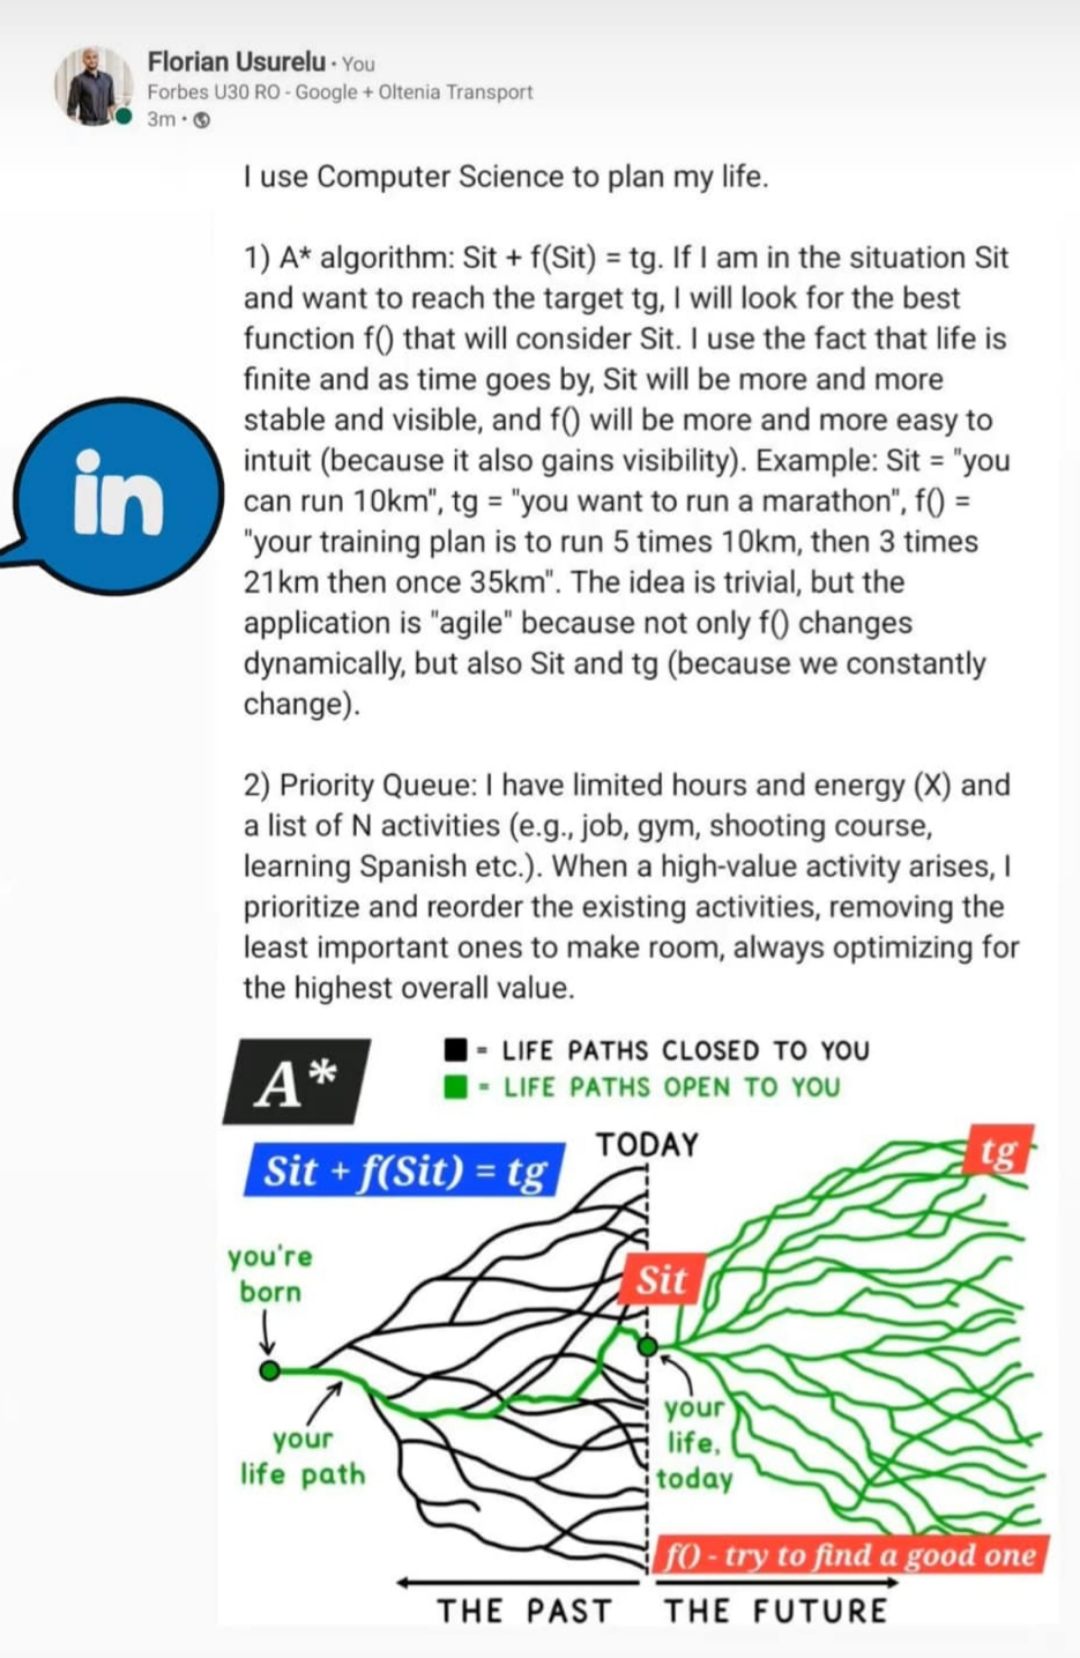 Florian Usurelu · You
Forbes U30 RO - Google + Oltenia Transport
3m ·
I use Computer Science to plan my life.
1) A* algorithm: Sit + f(Sit) = tg. If I am in the situation Sit
and want to reach the target tg, I will look for the best
function f() that will consider Sit. I use the fact that life is
finite and as time goes by, Sit will be more and more
stable and visible, and f() will be more and more easy to
intuit (because it also gains visibility). Example: Sit = "you
can run 10km", tg = "you want to run a marathon", f() =
"your training plan is to run 5 times 10km, then 3 times
21km then once 35km". The idea is trivial, but the
application is "agile" because not only f() changes
dynamically, but also Sit and tg (because we constantly
change).
in
2) Priority Queue: I have limited hours and energy (X) and
a list of N activities (e.g., job, gym, shooting course,
learning Spanish etc.). When a high-value activity arises, I
prioritize and reorder the existing activities, removing the
least important ones to make room, always optimizing for
the highest overall value.
A*
= LIFE PATHS CLOSED TO YOU
= LIFE PATHS OPEN TO YOU
Sit + f(Sit) = tg
TODAY
tg
you're
born
Sit
your
life path
your
life,
today
f() - try to find a good one
THE PAST
THE FUTURE